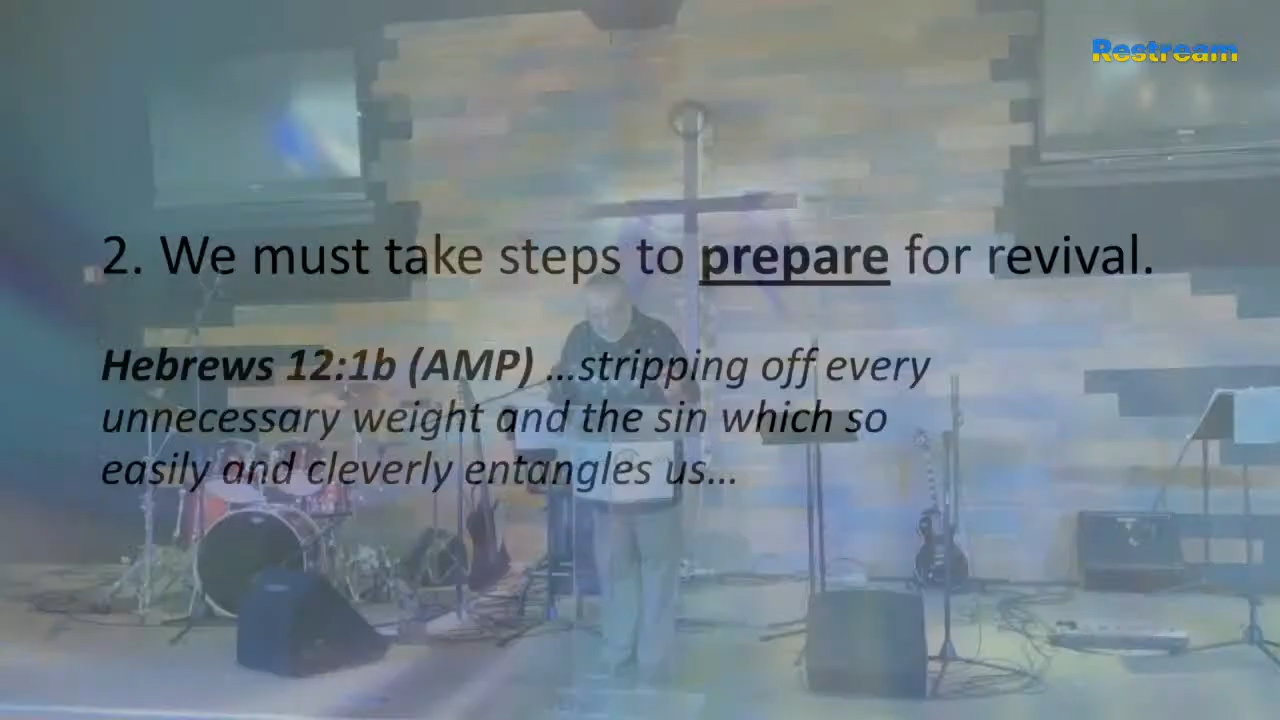 Restream
2. We must take steps to prepare for revival.
Hebrews 12:1b (AMP) ...stripping off every
unnecessary weight and the sin which so
easily and cleverly entangles us...